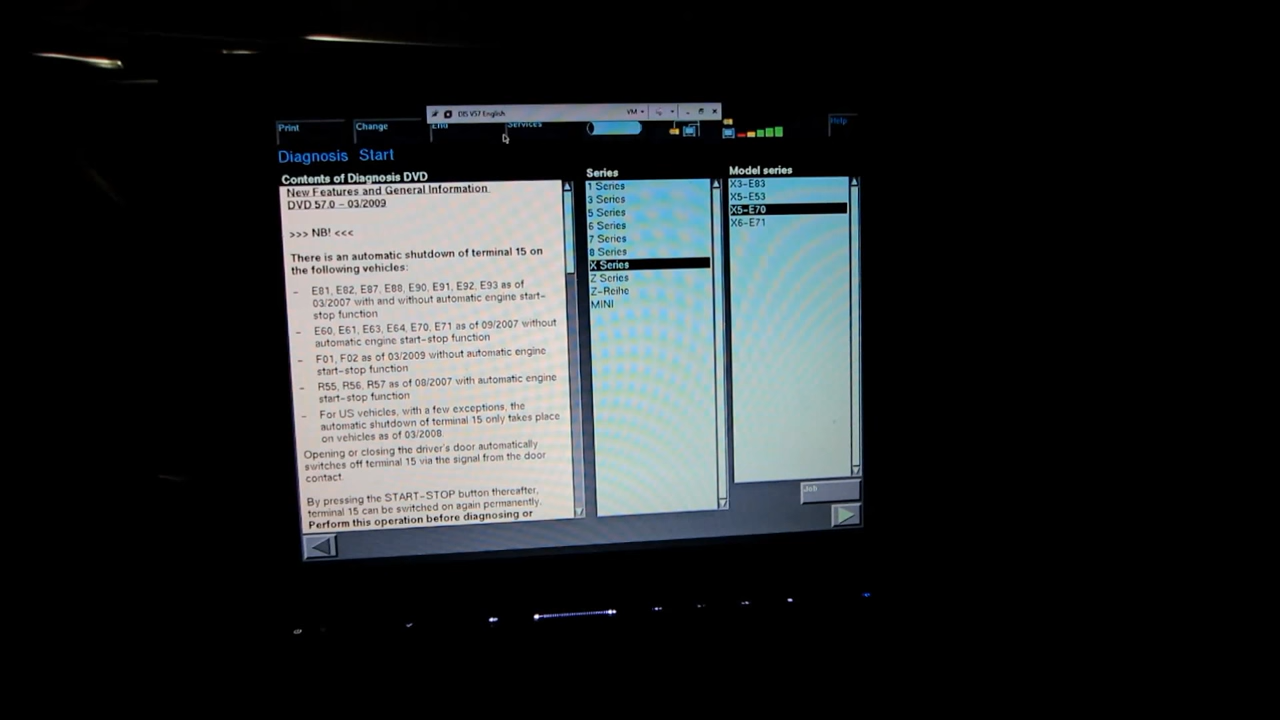 DIS V57 English
VM
Print
Change
End
Services
Help
Diagnosis Start
Contents of Diagnosis DVD
New Features and General Information
DVD 57.0 – 03/2009
>>> NB! <<<
There is an automatic shutdown of terminal 15 on
the following vehicles:
– E81, E82, E87, E88, E90, E91, E92, E93 as of
03/2007 with and without automatic engine start-
stop function
– E60, E61, E63, E64, E70, E71 as of 09/2007 without
automatic engine start-stop function
– F01, F02 as of 03/2009 without automatic engine
start-stop function
– R55, R56, R57 as of 08/2007 with automatic engine
start-stop function
– For US vehicles, with a few exceptions, the
automatic shutdown of terminal 15 only takes place
on vehicles as of 03/2008
Opening or closing the driver's door automatically
switches off terminal 15 via the signal from the door
contact.
By pressing the START-STOP button thereafter,
terminal 15 can be switched on again permanently.
Perform this operation before diagnosing or
Series
1 Series
3 Series
5 Series
6 Series
7 Series
8 Series
X Series
Z Series
Z-Reihe
MINI
Model series
X3-E83
X5-E53
X5-E70
X6-E71
Job